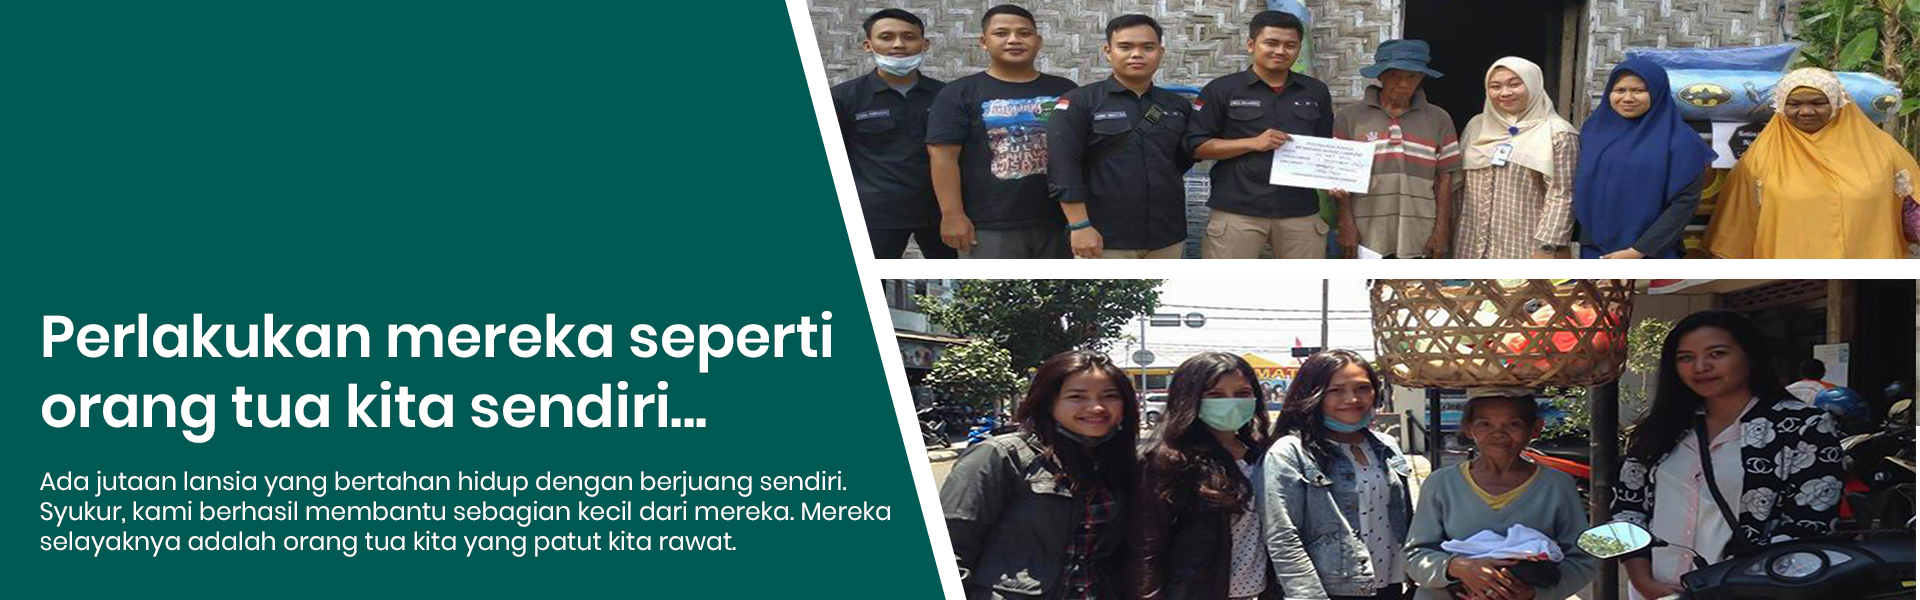 Perlakukan mereka seperti
orang tua kita sendiri...
Ada jutaan lansia yang bertahan hidup dengan berjuang sendiri.
Syukur, kami berhasil membantu sebagian kecil dari mereka. Mereka
selayaknya adalah orang tua kita yang patut kita rawat.